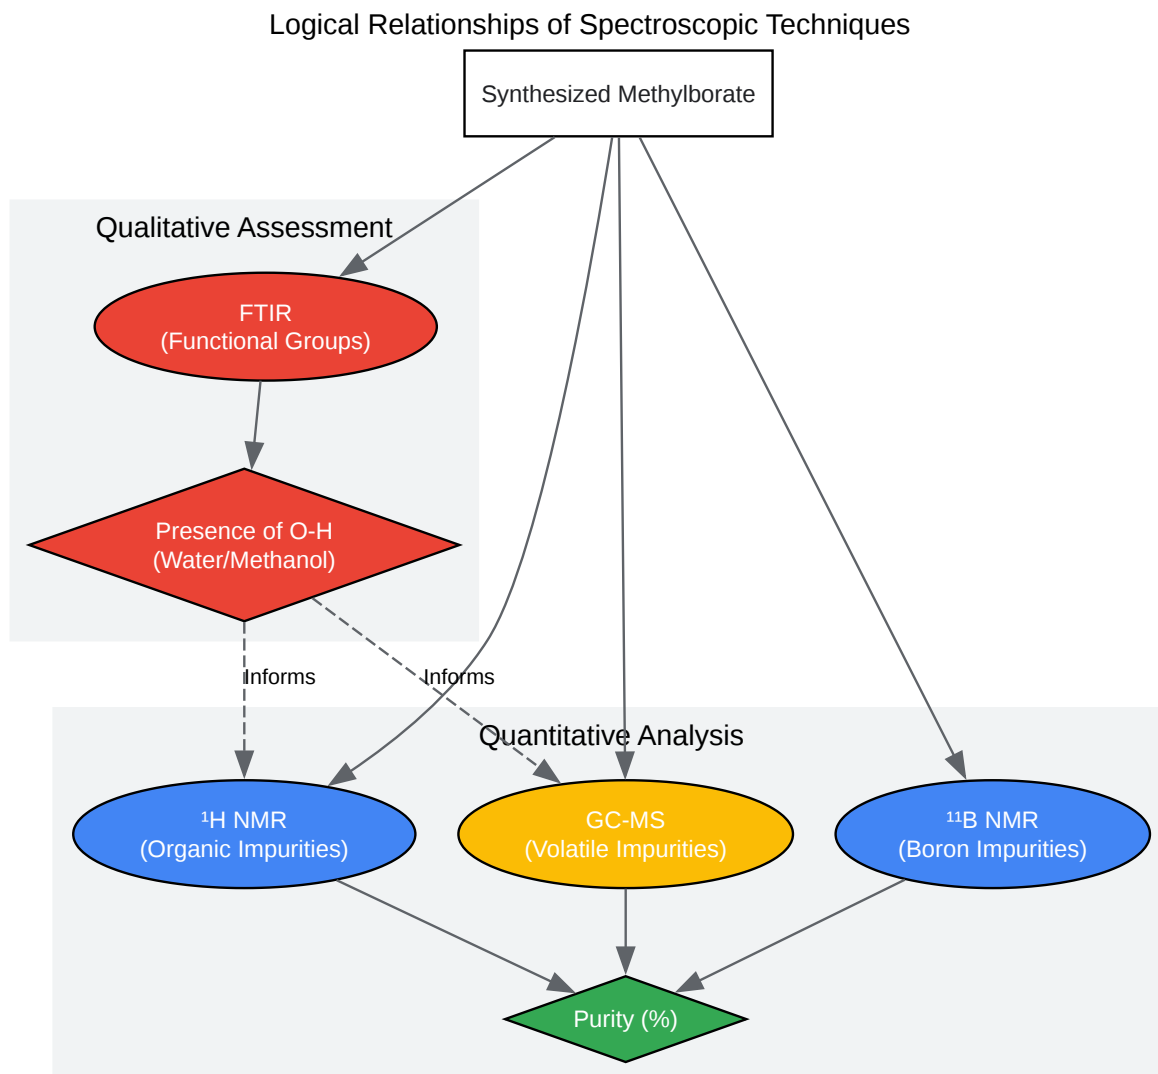 Logical Relationships of Spectroscopic Techniques
Synthesized Methylborate
Qualitative Assessment
FTIR
(Functional Groups)
Presence of O-H
(Water/Methanol)
Informs
Informs
Quantitative Analysis
¹H NMR
(Organic Impurities)
GC-MS
(Volatile Impurities)
¹¹B NMR
(Boron Impurities)
Purity (%)